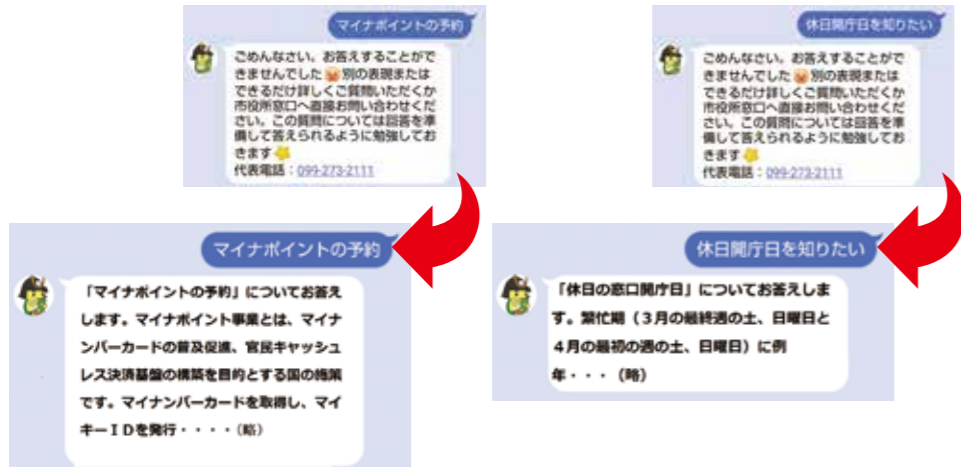 マイナポイントの予約
ごめんなさい。お答えすることがで
きませんでした 別の表現または
できるだけ詳しくご質問いただくか
市役所窓口へ直接お問い合わせくだ
さい。この質問については回答を準
備して答えられるように勉強してお
きます
代表電話：099-273-2111
休日開庁日を知りたい
ごめんなさい。お答えすることがで
きませんでした 別の表現または
できるだけ詳しくご質問いただくか
市役所窓口へ直接お問い合わせくだ
さい。この質問については回答を準
備して答えられるように勉強してお
きます
代表電話：099-273-2111
マイナポイントの予約
「マイナポイントの予約」についてお答え
します。マイナポイント事業とは、マイナ
ンバーカードの普及促進、官民キャッシュ
レス決済基盤の構築を目的とする国の施策
です。マイナンバーカードを取得し、マイ
キーＩＤを発行・・・・（略）
休日開庁日を知りたい
「休日の窓口開庁日」についてお答えしま
す。繁忙期（３月の最終週の土、日曜日と
４月の最初の週の土、日曜日）に例
年・・・（略）